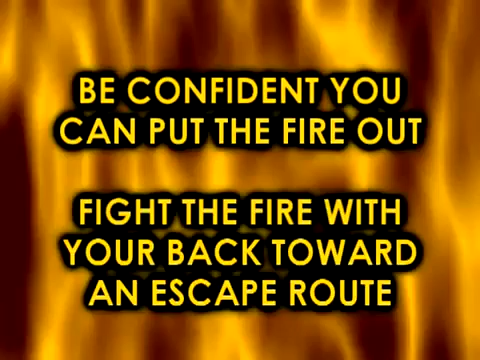 BE CONFIDENT YOU
CAN PUT THE FIRE OUT
FIGHT THE FIRE WITH
YOUR BACK TOWARD
AN ESCAPE ROUTE